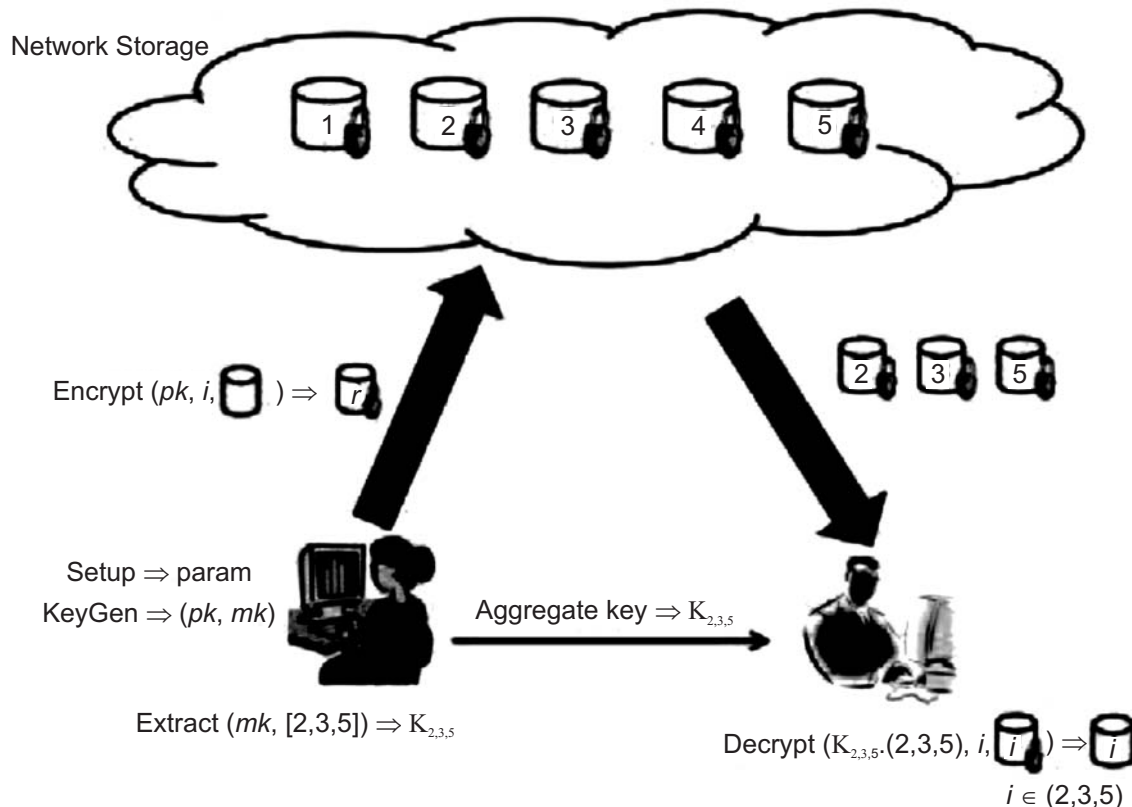 Network Storage
1 2 3 4 5
Encrypt (pk, i, ) ⇒ r
2 3 5
Setup ⇒ param
KeyGen ⇒ (pk, mk)
Aggregate key ⇒ K2,3,5
Extract (mk, [2,3,5]) ⇒ K2,3,5
Decrypt (K2,3,5.(2,3,5), i, i ) ⇒ i
i ∈ (2,3,5)